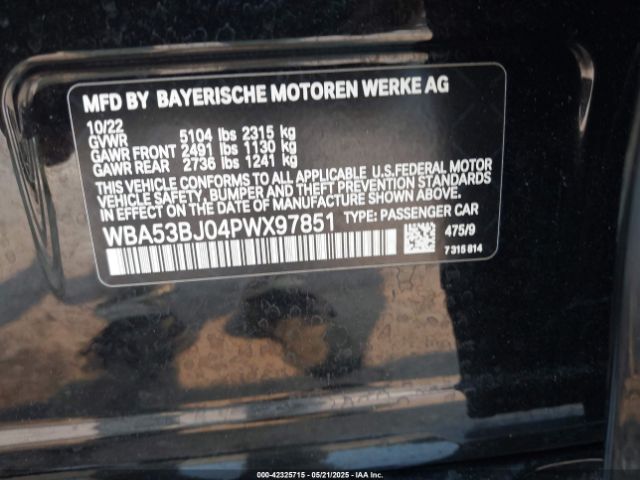 MFD BY BAYERISCHE MOTOREN WERKE AG
10/22
GVWR 5104 lbs 2315 kg
GAWR FRONT 2491 lbs 1130 kg
GAWR REAR 2736 lbs 1241 kg
THIS VEHICLE CONFORMS TO ALL APPLICABLE U.S.FEDERAL MOTOR
VEHICLE SAFETY, BUMPER AND THEFT PREVENTION STANDARDS
IN EFFECT ON THE DATE OF MANUFACTURE SHOWN ABOVE.
WBA53BJ04PWX97851 TYPE: PASSENGER CAR
475/9
7 315 814
000-42325715 - 05/21/2025 - IAA Inc.